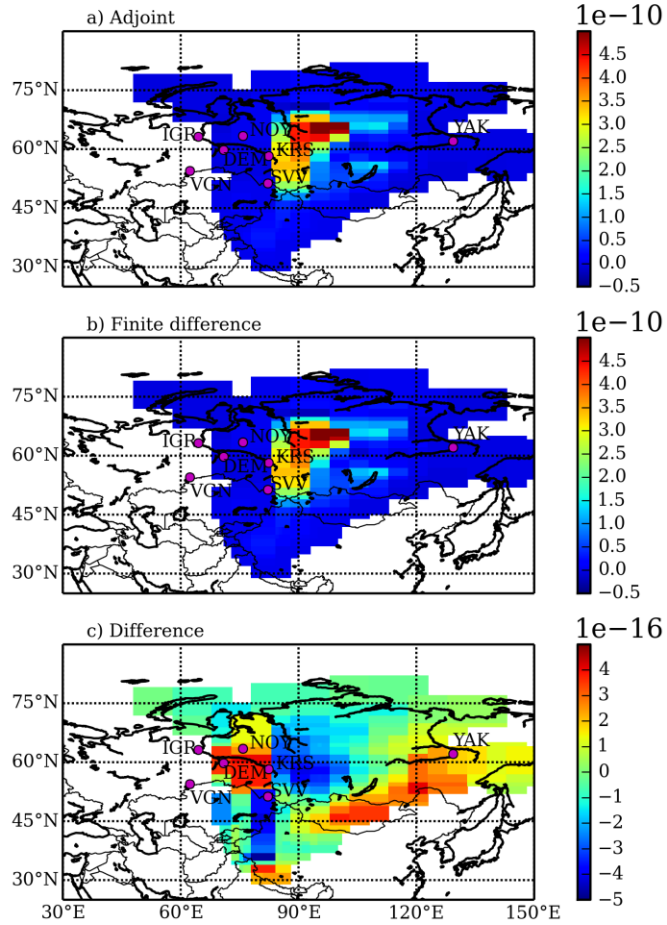 a) Adjoint
1e−10
75°N
60°N
45°N
30°N
IGR
NOY
YAK
DEM
KRS
VGN
SVV
4.5
4.0
3.5
3.0
2.5
2.0
1.5
1.0
0.5
0.0
−0.5
b) Finite difference
1e−10
75°N
60°N
45°N
30°N
IGR
NOY
YAK
DEM
KRS
VGN
SVV
4.5
4.0
3.5
3.0
2.5
2.0
1.5
1.0
0.5
0.0
−0.5
c) Difference
1e−16
75°N
60°N
45°N
30°N
IGR
NOY
YAK
DEM
KRS
VGN
SVV
4
3
2
1
0
−1
−2
−3
−4
−5
30°E 60°E 90°E 120°E 150°E